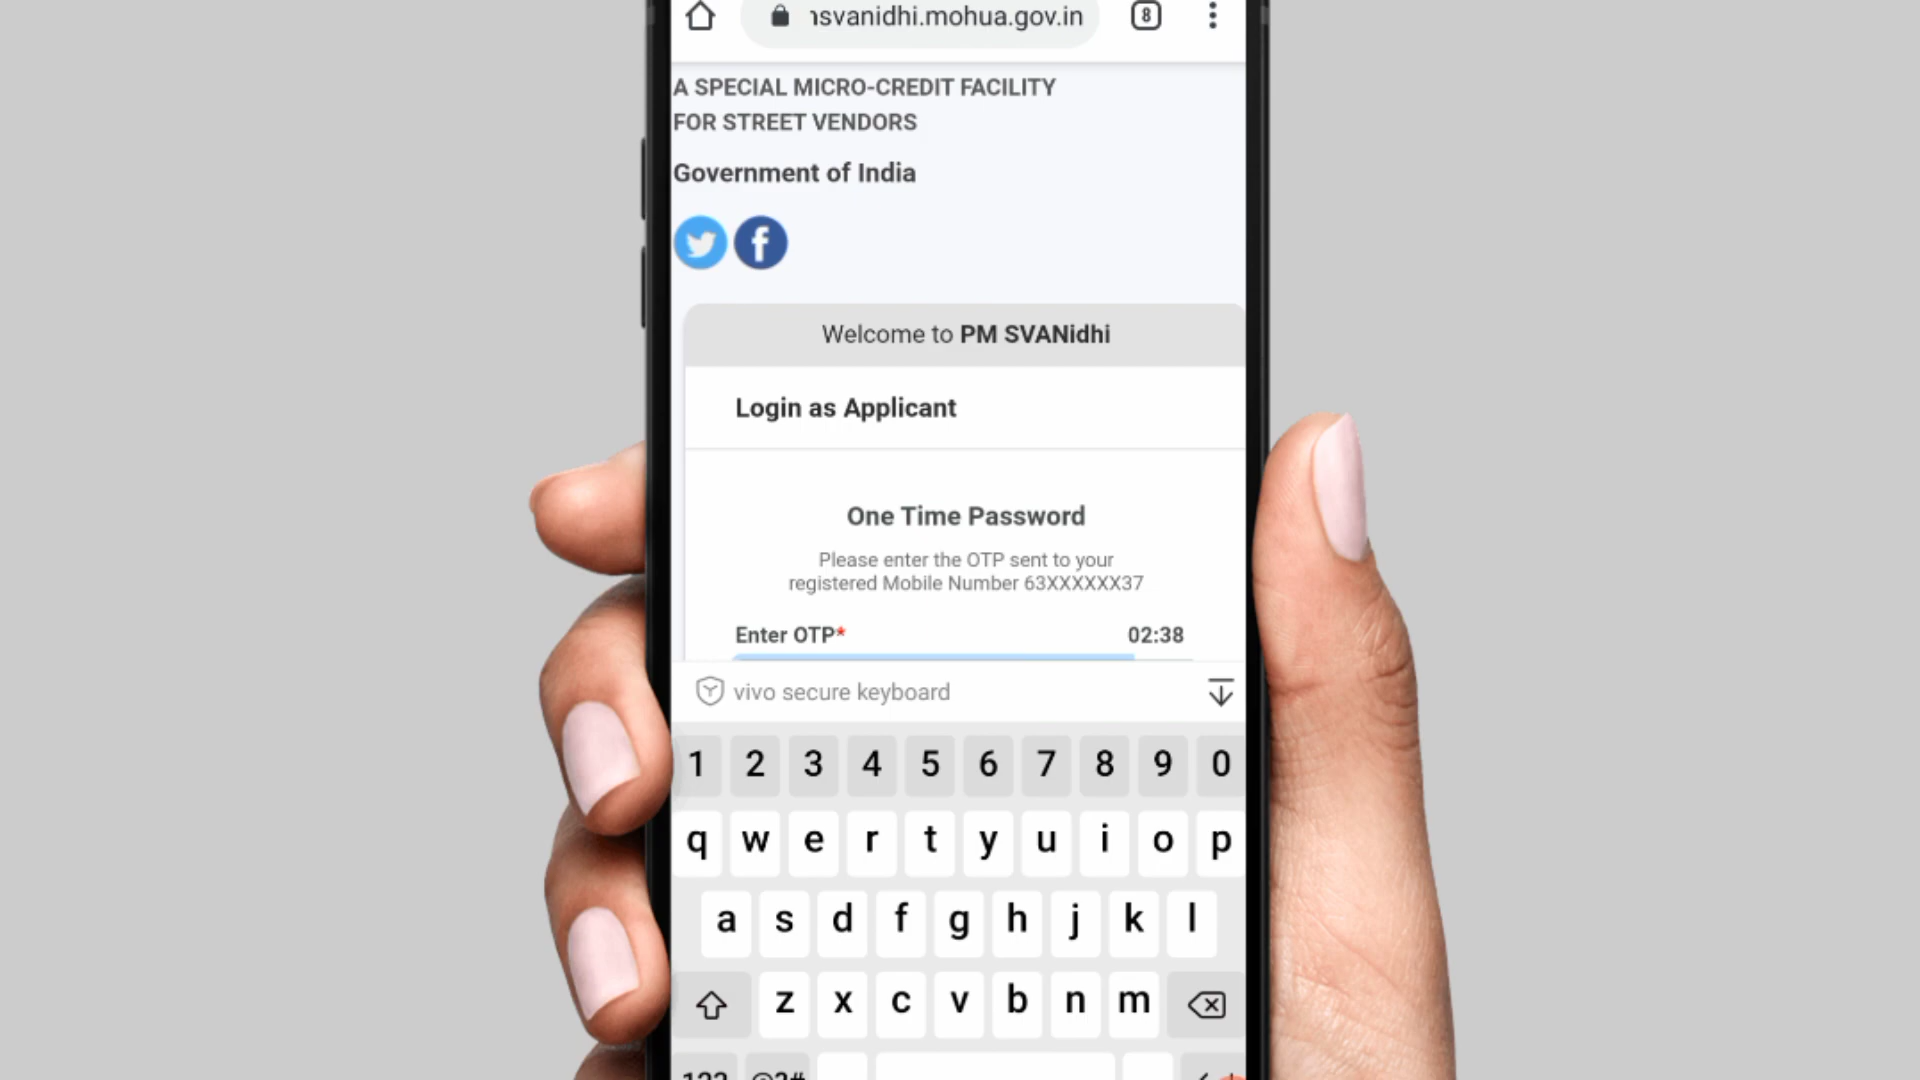 nsvanidhi.mohua.gov.in
8
A SPECIAL MICRO-CREDIT FACILITY
FOR STREET VENDORS
Government of India
Welcome to PM SVANidhi
Login as Applicant
One Time Password
Please enter the OTP sent to your
registered Mobile Number 63XXXXXX37
Enter OTP* 02:38
vivo secure keyboard
1 2 3 4 5 6 7 8 9 0
q w e r t y u i o p
a s d f g h j k l
z x c v b n m